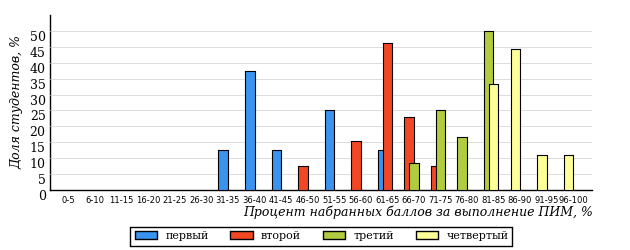 Доля студентов, %
50
45
40
35
30
25
20
15
10
5
0
0-5 6-10 11-15 16-20 21-25 26-30 31-35 36-40 41-45 46-50 51-55 56-60 61-65 66-70 71-75 76-80 81-85 86-90 91-95 96-100
Процент набранных баллов за выполнение ПИМ, %
первый второй третий четвертый